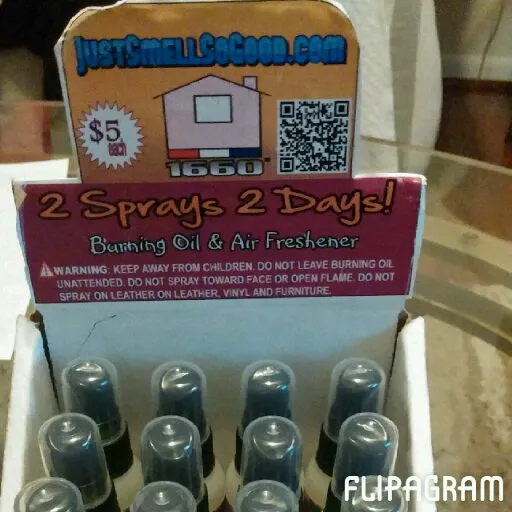 JustSmellSoGood.com
$5
each
1660
2 Sprays 2 Days!
Burning Oil & Air Freshener
WARNING: KEEP AWAY FROM CHILDREN. DO NOT LEAVE BURNING OIL
UNATTENDED. DO NOT SPRAY TOWARD FACE OR OPEN FLAME. DO NOT
SPRAY ON LEATHER ON LEATHER, VINYL AND FURNITURE.
FLIPAGRAM